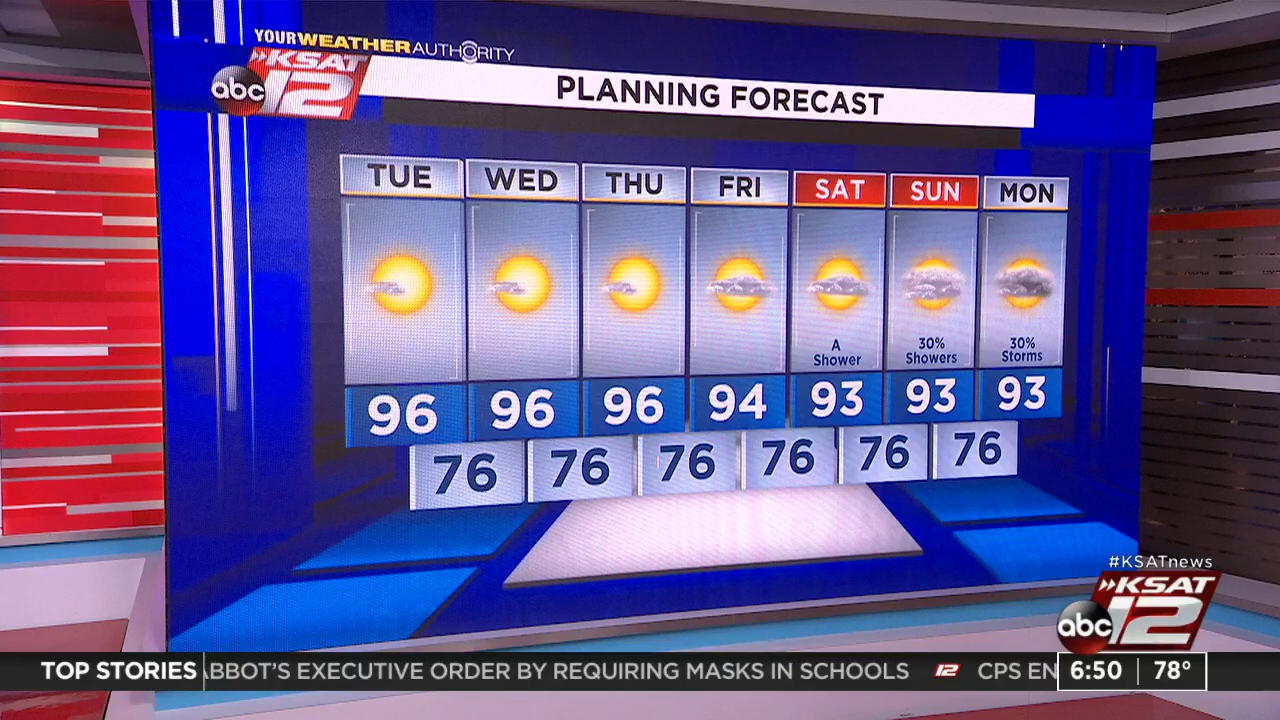 YOURWEATHERAUTHORITY
KSAT
abc 12
PLANNING FORECAST
TUE WED THU FRI SAT SUN MON
A Shower 30% Showers 30% Storms
96 96 96 94 93 93 93
76 76 76 76 76 76
#KSATnews
KSAT
abc 12
TOP STORIES ABBOT'S EXECUTIVE ORDER BY REQUIRING MASKS IN SCHOOLS 12 CPS EN 6:50 78°